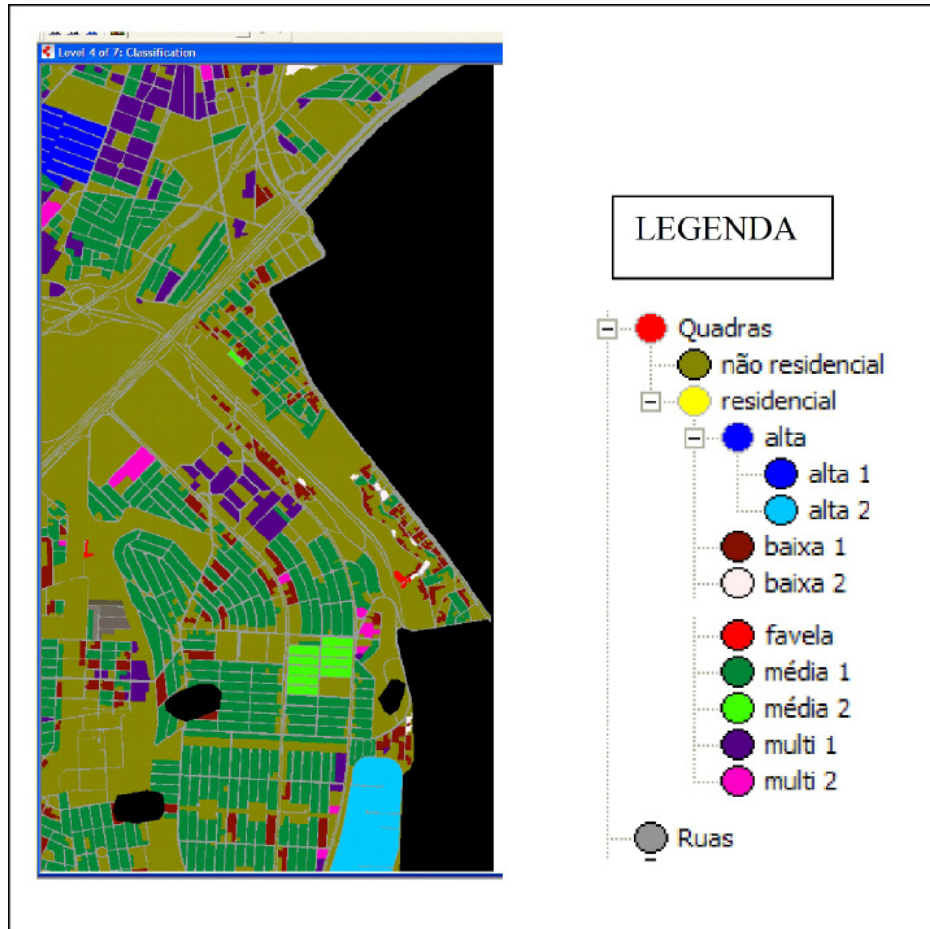 Level 4 of 7: Classification
LEGENDA
Quadras
não residencial
residencial
alta
alta 1
alta 2
baixa 1
baixa 2
favela
média 1
média 2
multi 1
multi 2
Ruas